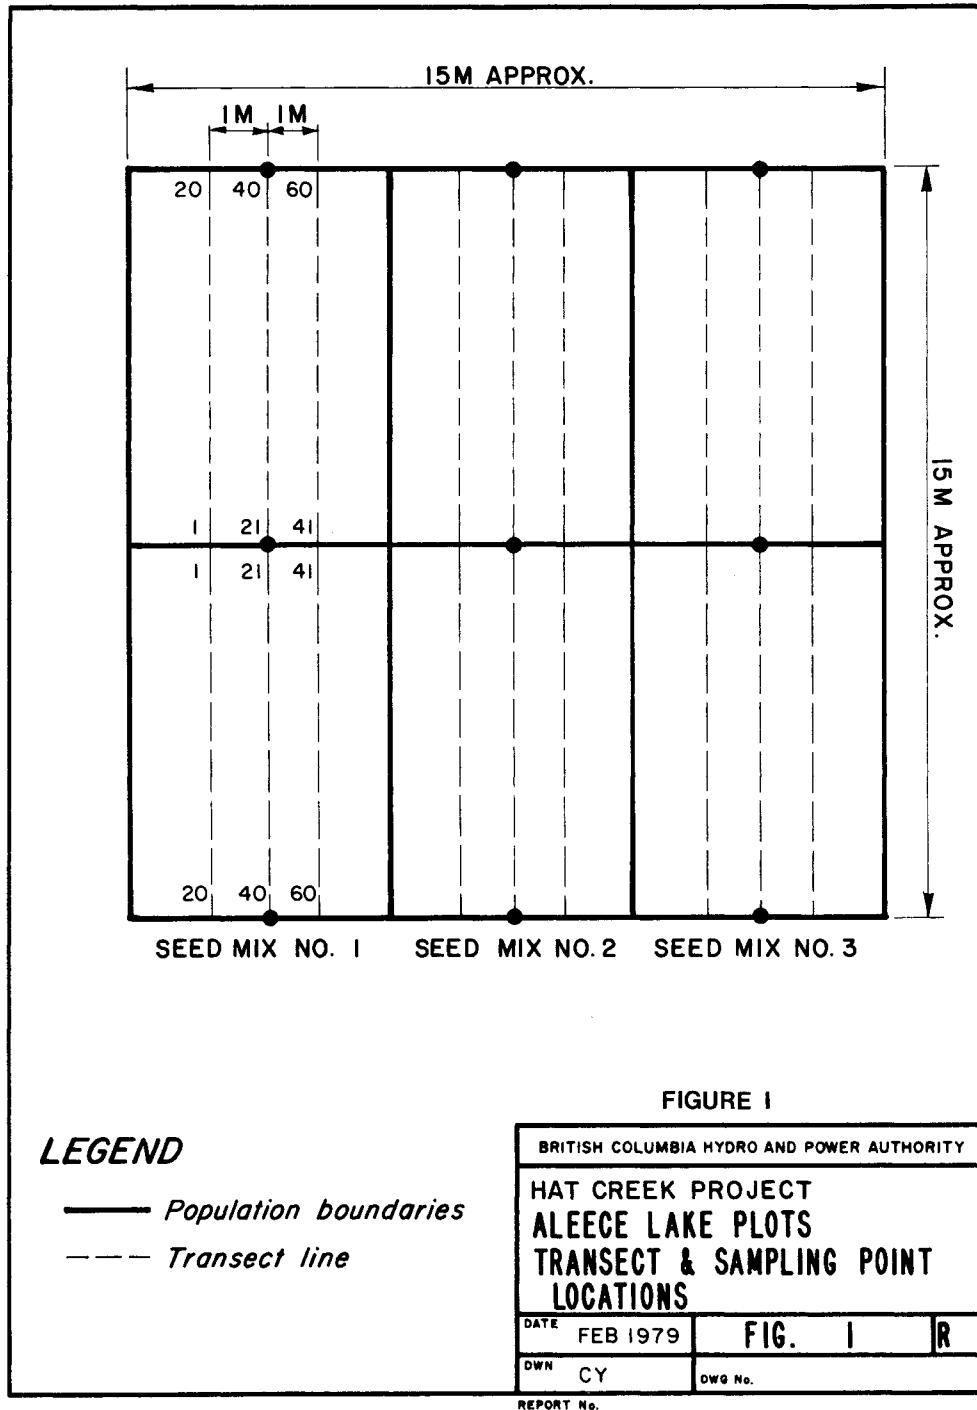 15M APPROX.
1M 1M
20 40 60
1 21 41
1 21 41
20 40 60
15M APPROX.
SEED MIX NO. 1 SEED MIX NO. 2 SEED MIX NO. 3
FIGURE 1
LEGEND
Population boundaries
Transect line
BRITISH COLUMBIA HYDRO AND POWER AUTHORITY
HAT CREEK PROJECT
ALEECE LAKE PLOTS
TRANSECT & SAMPLING POINT
LOCATIONS
DATE FEB 1979 FIG. 1 R
DWN CY DWG No.
REPORT No.